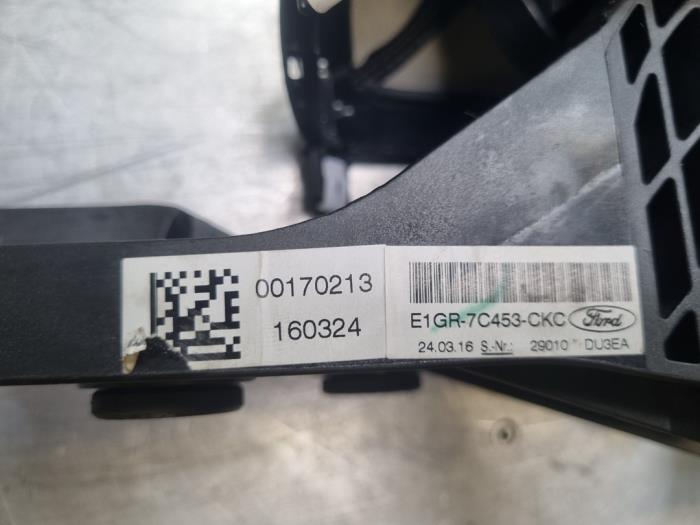 00170213
160324
E1GR-7C453-CKC Ford
24.03.16 S.-Nr.: 29010 DU3EA